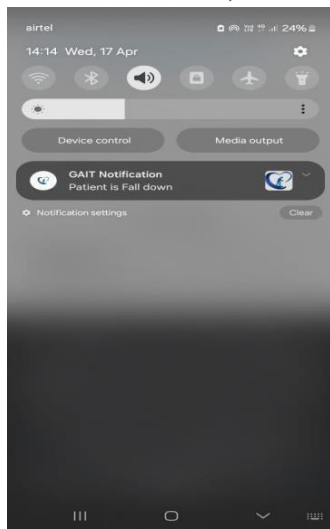 airtel
24%
14:14 Wed, 17 Apr
Device control
Media output
GAIT Notification
Patient is Fall down
Notification settings
Clear